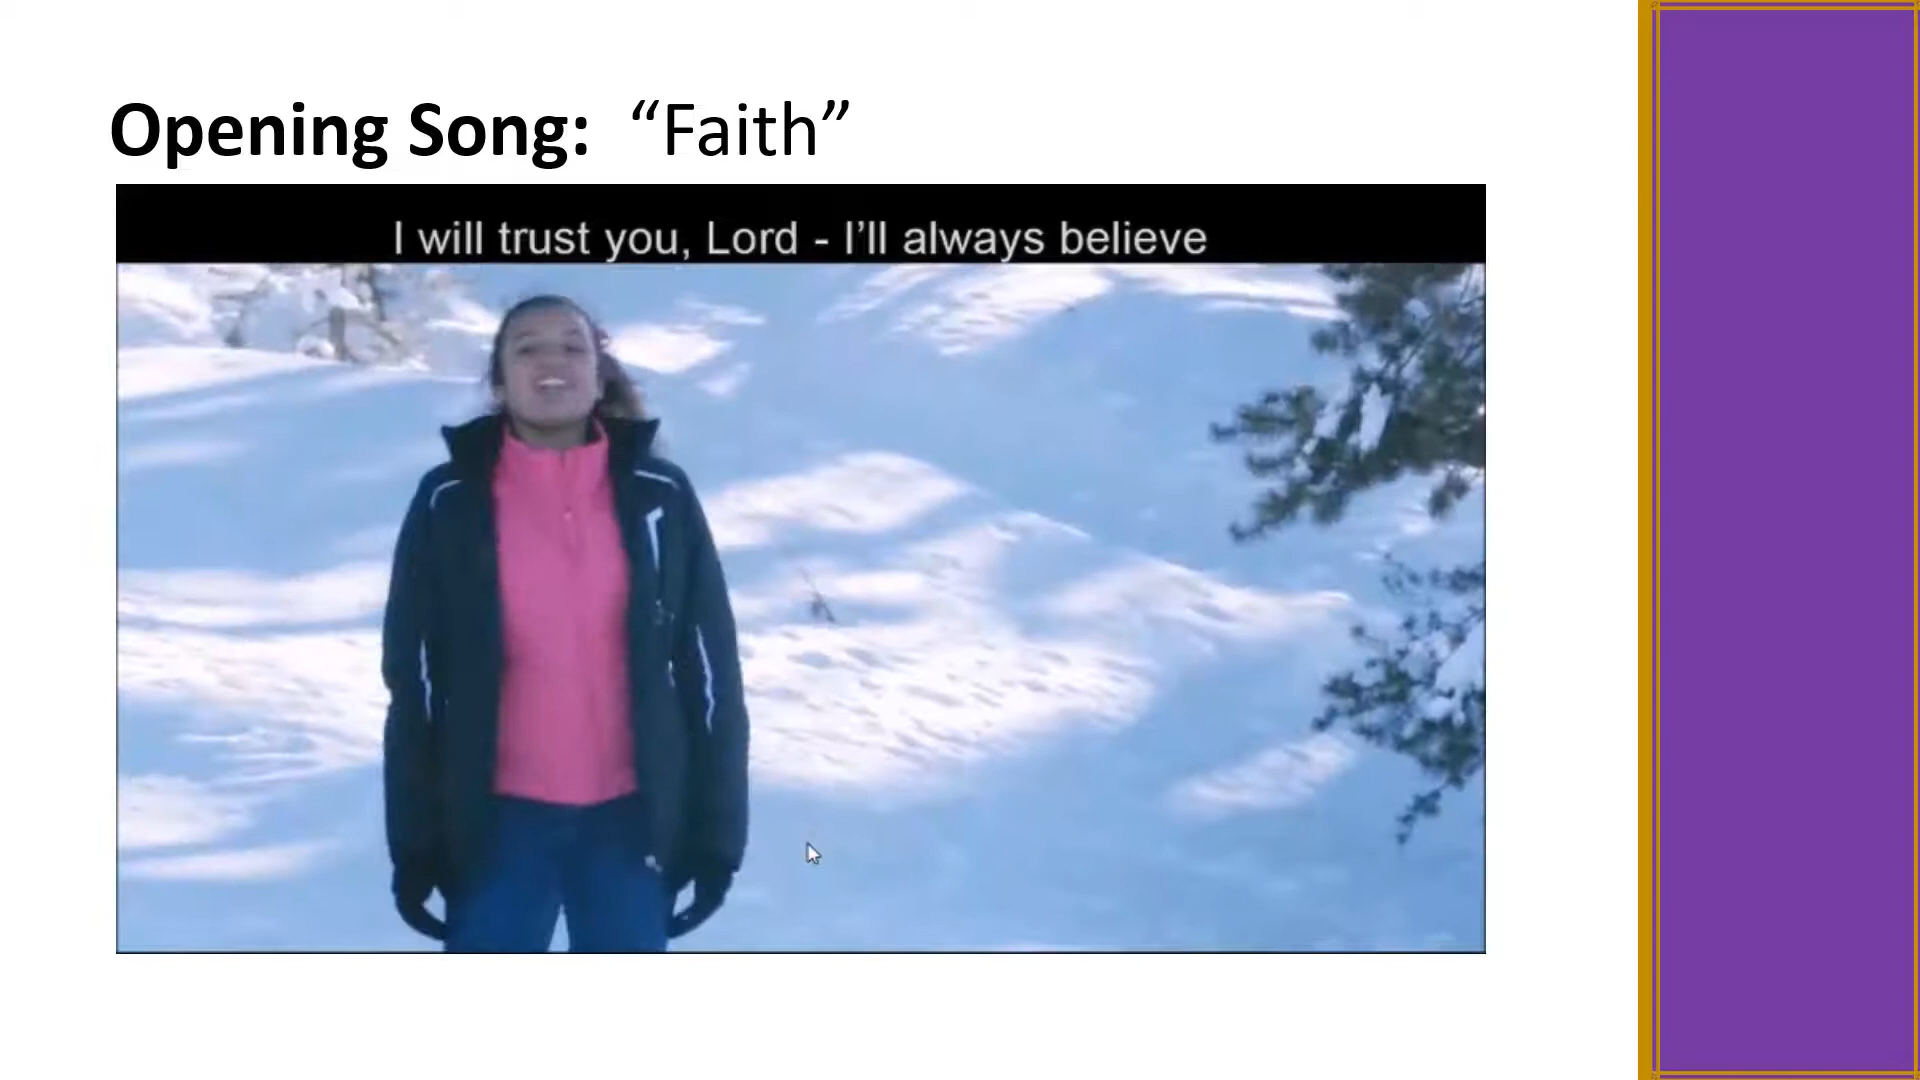 Opening Song: “Faith”
I will trust you, Lord - I’ll always believe